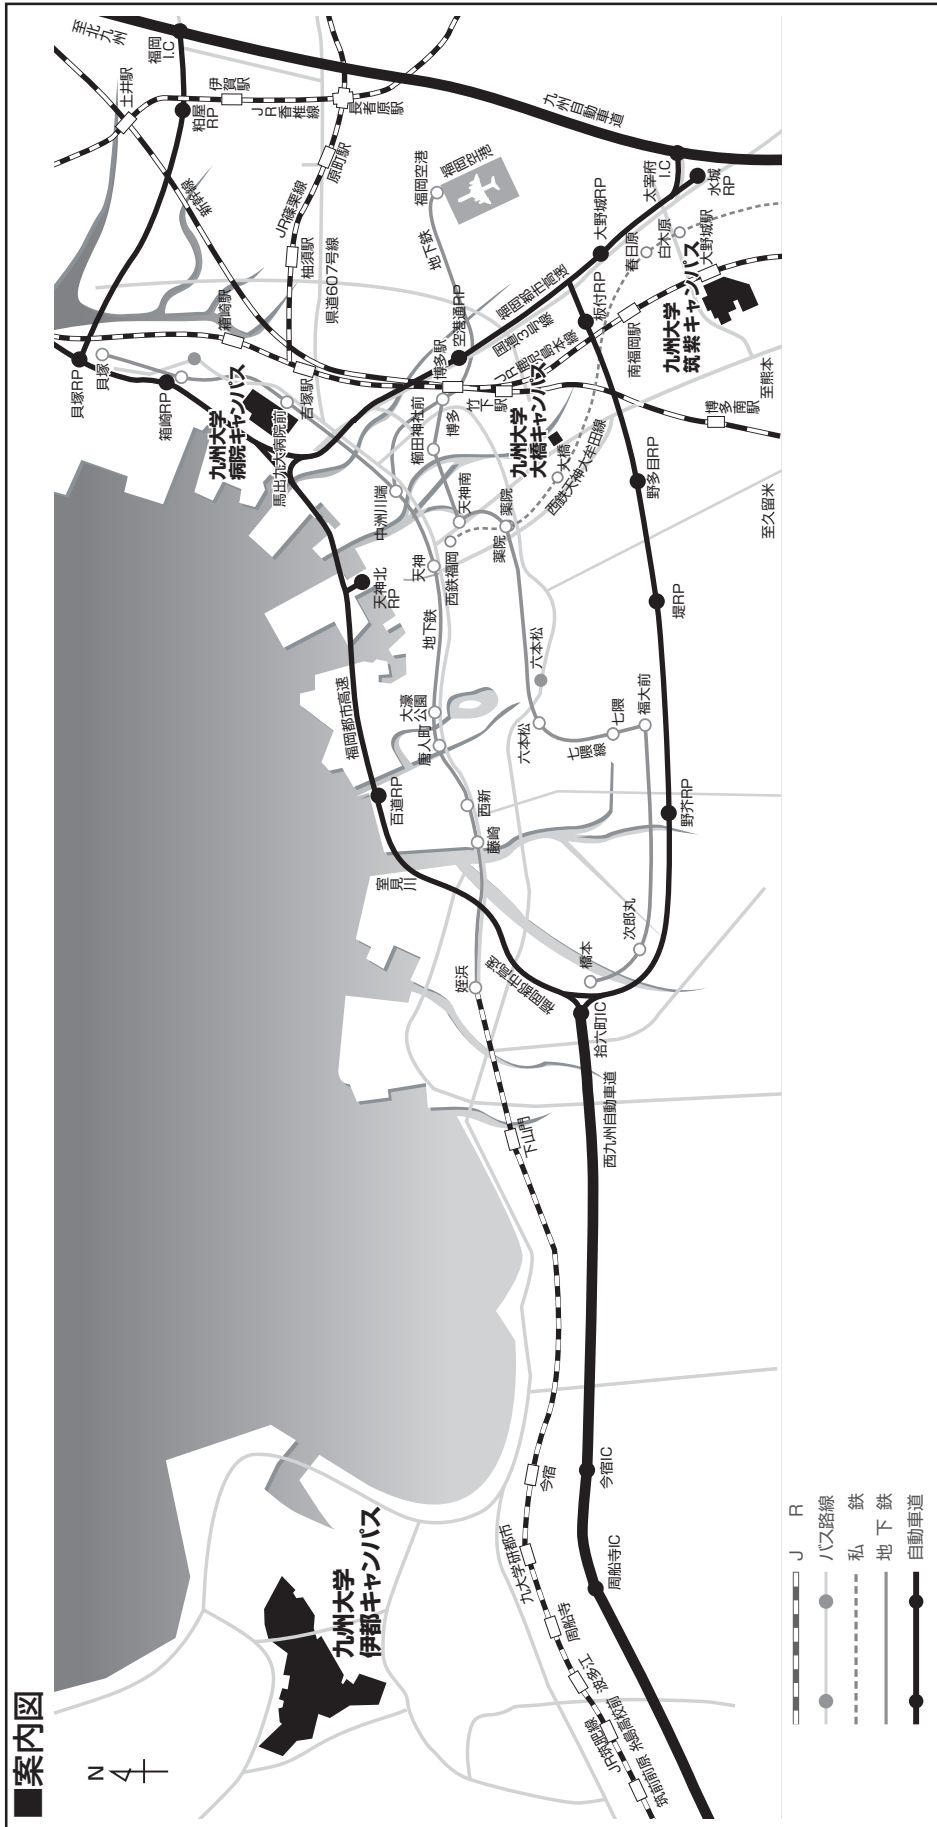 ■案内図
N
九州大学
伊都キャンパス
筑前前原
糸島高校前
JR筑肥線
波多江
周船寺
九大学研都市
今宿
周船寺IC
今宿IC
下山門
西九州自動車道
拾六町IC
姪浜
福岡都市高速
橋本
次郎丸
室見川
藤崎
西新
百道RP
野芥RP
唐人町
大濠
公園
福岡都市高速
六本松
六本松
七隈線
七隈
福大前
地下鉄
天神北
RP
天神
西鉄福岡
天神南
薬院
薬院
堤RP
中洲川端
櫛田神社前
博多
野多目RP
西鉄天神大牟田線
大橋
九州大学
大橋キャンパス
馬出九大病院前
九州大学
病院キャンパス
吉塚駅
博多駅
竹下駅
箱崎RP
貝塚RP
貝塚
箱崎駅
空港通RP
国道3号線
JR鹿児島本線
福岡都市高速
板付RP
南福岡駅
博多南駅
至熊本
至久留米
九州大学
筑紫キャンパス
大野城駅
白木原
春日原
大野城RP
水城
RP
太宰府
I.C
地下鉄
福岡空港
福岡空港
県道607号線
柚須駅
JR篠栗線
原町駅
長者原駅
JR香椎線
伊賀駅
新幹線
土井駅
粕屋
RP
福岡
I.C
至北九州
九州自動車道
J R
バス路線
私 鉄
地 下 鉄
自動車道